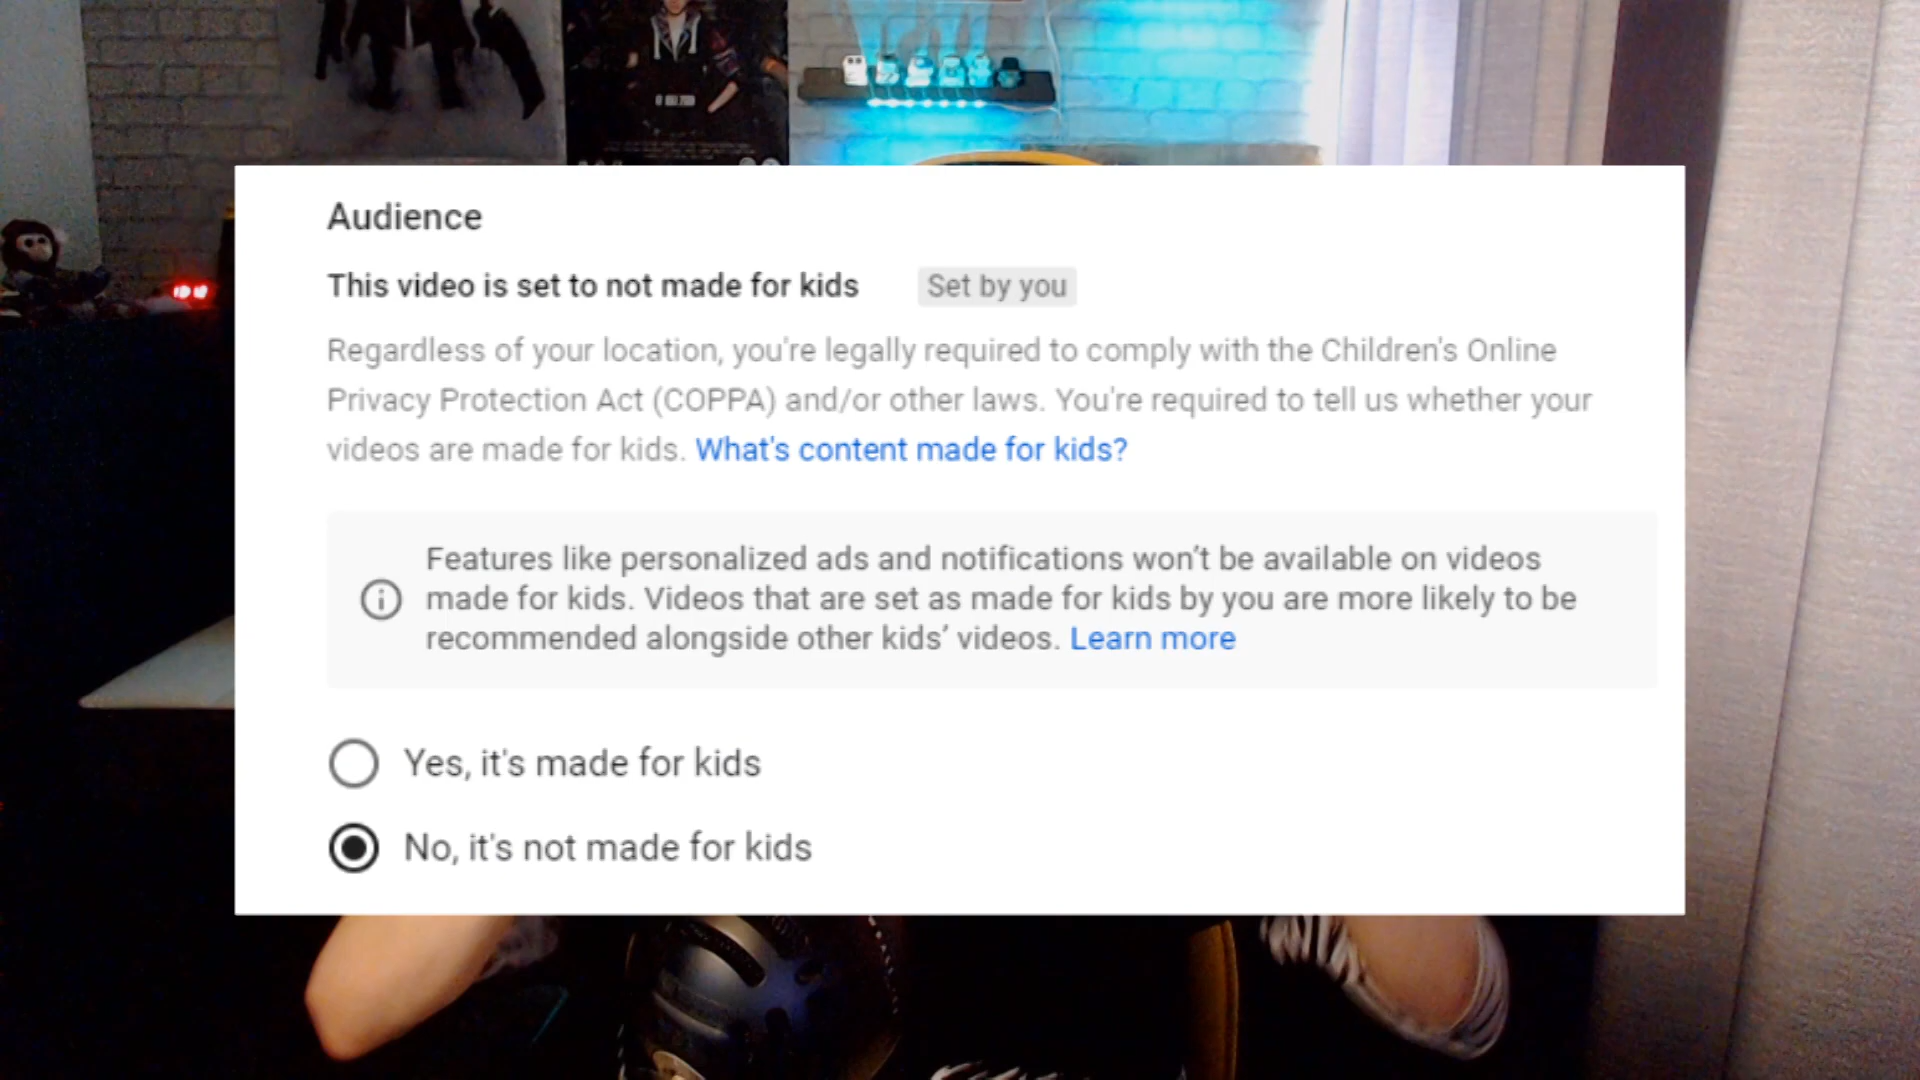 Audience
This video is set to not made for kids Set by you
Regardless of your location, you're legally required to comply with the Children's Online
Privacy Protection Act (COPPA) and/or other laws. You're required to tell us whether your
videos are made for kids. What's content made for kids?
Features like personalized ads and notifications won’t be available on videos
made for kids. Videos that are set as made for kids by you are more likely to be
recommended alongside other kids’ videos. Learn more
Yes, it's made for kids
No, it's not made for kids